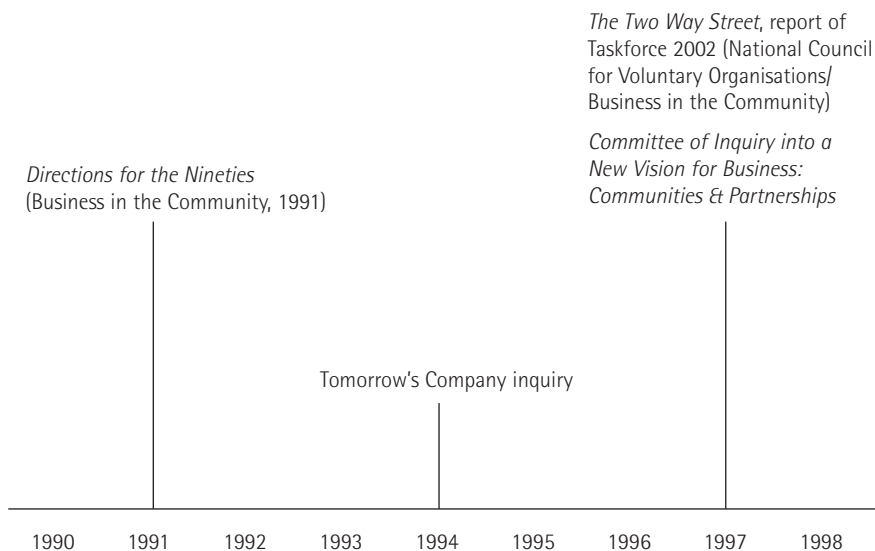 The Two Way Street, report of
Taskforce 2002 (National Council
for Voluntary Organisations/
Business in the Community)
Committee of Inquiry into a
New Vision for Business:
Communities & Partnerships
Directions for the Nineties
(Business in the Community, 1991)
Tomorrow's Company inquiry
1990 1991 1992 1993 1994 1995 1996 1997 1998